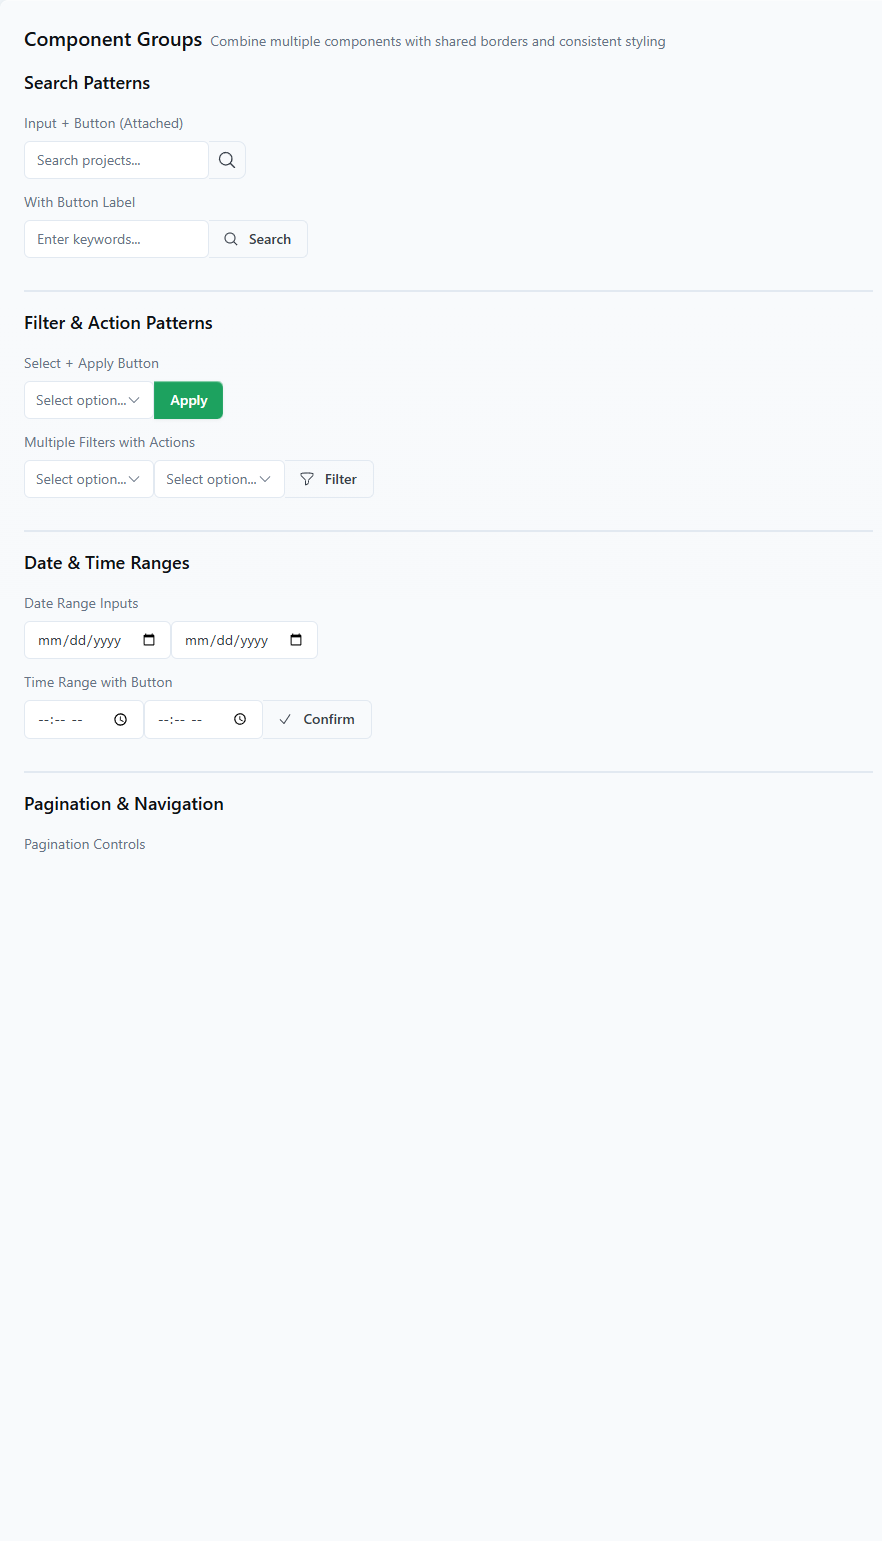 Component Groups Combine multiple components with shared borders and consistent styling
Search Patterns
Input + Button (Attached)
Search projects...
With Button Label
Enter keywords... Search
Filter & Action Patterns
Select + Apply Button
Select option... Apply
Multiple Filters with Actions
Select option... Select option... Filter
Date & Time Ranges
Date Range Inputs
mm/dd/yyyy mm/dd/yyyy
Time Range with Button
--:-- -- --:-- -- Confirm
Pagination & Navigation
Pagination Controls